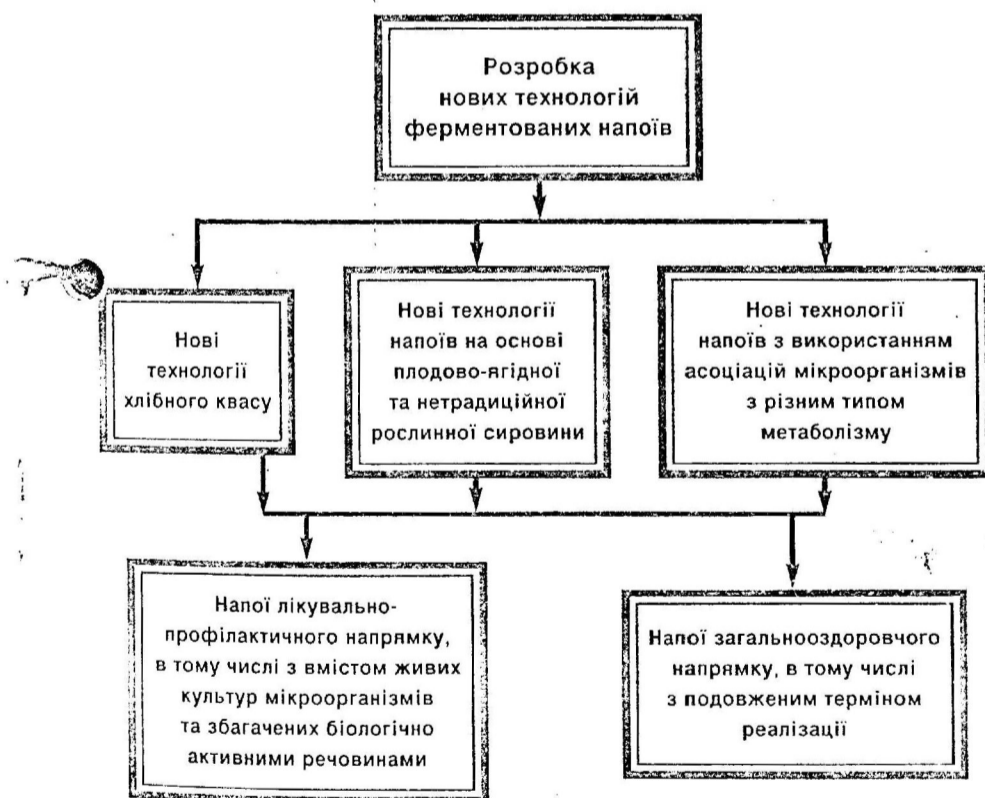 Розробка
нових технологій
ферментованих напоїв
Нові
технології
хлібного квасу
Нові технології
напоїв на основі
плодово-ягідної
та нетрадиційної
рослинної сировини
Нові технології
напоїв з використанням
асоціацій мікроорганізмів
з різним типом
метаболізму
Напої лікувально-
профілактичного напрямку,
в тому числі з вмістом живих
культур мікроорганізмів
та збагачених біологічно
активними речовинами
Напої загальнооздоровчого
напрямку, в тому числі
з подовженим терміном
реалізації